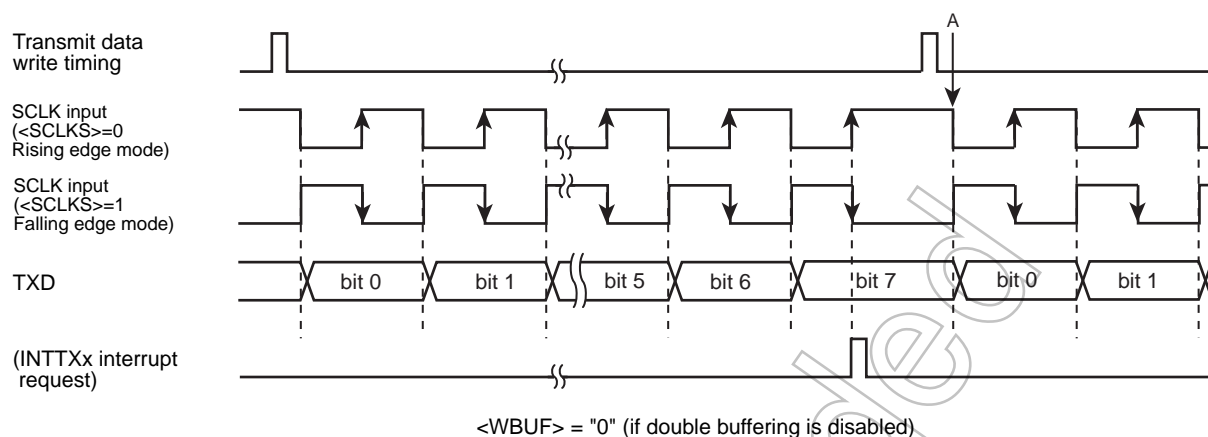 Transmit data
write timing
A
SCLK input
(<SCLKS>=0
Rising edge mode)
SCLK input
(<SCLKS>=1
Falling edge mode)
TXD
bit 0
bit 1
bit 5
bit 6
bit 7
bit 0
bit 1
(INTTXx interrupt
request)
<WBUF> = "0" (if double buffering is disabled)